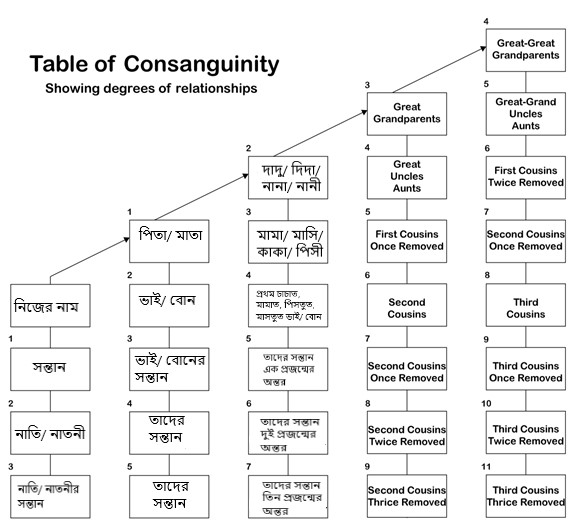 Table of Consanguinity
Showing degrees of relationships
4
Great-Great
Grandparents
3
Great
Grandparents
5
Great-Grand
Uncles
Aunts
2
দাদু/ দিদা/
নানা/ নানী
4
Great
Uncles
Aunts
6
First Cousins
Twice Removed
1
পিতা/ মাতা
3
মামা/ মাসি/
কাকা/ পিসী
5
First Cousins
Once Removed
7
Second Cousins
Once Removed
নিজের নাম
2
ভাই/ বোন
4
প্রথম চাচাত,
মামাত, পিসতুত,
মাসতুত ভাই/ বোন
6
Second
Cousins
8
Third
Cousins
1
সন্তান
3
ভাই/ বোনের
সন্তান
5
তাদের সন্তান
এক প্রজন্মের
অন্তর
7
Second Cousins
Once Removed
9
Third Cousins
Once Removed
2
নাতি/ নাতনী
4
তাদের
সন্তান
6
তাদের সন্তান
দুই প্রজন্মের
অন্তর
8
Second Cousins
Twice Removed
10
Third Cousins
Twice Removed
3
নাতি/ নাতনীর
সন্তান
5
তাদের
সন্তান
7
তাদের সন্তান
তিন প্রজন্মের
অন্তর
9
Second Cousins
Thrice Removed
11
Third Cousins
Thrice Removed